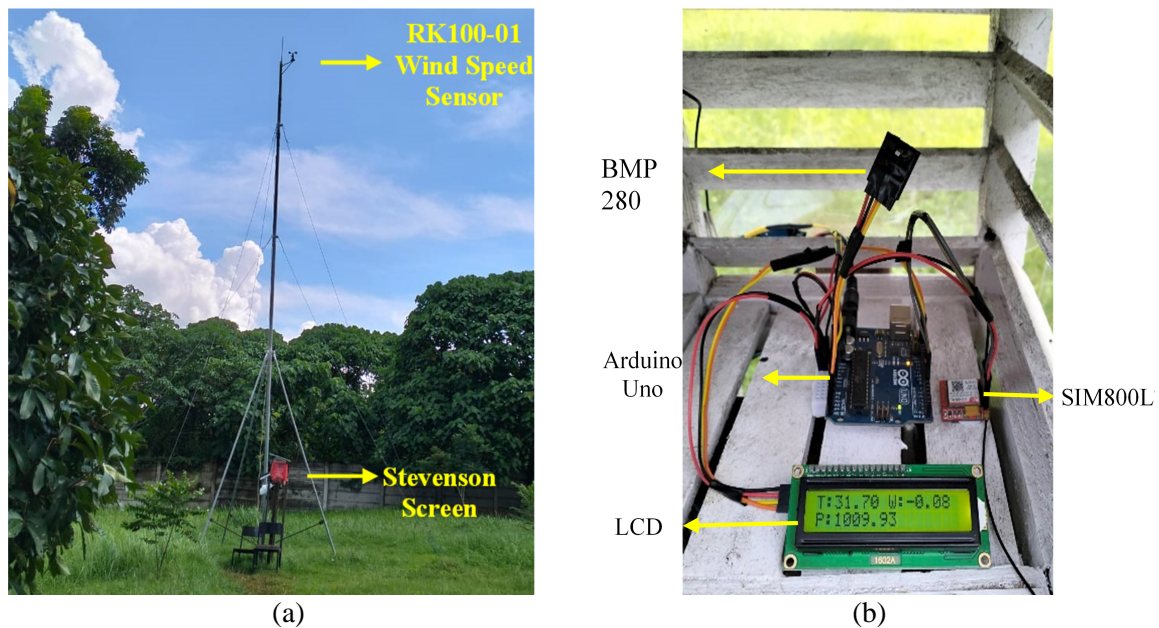 RK100-01
Wind Speed
Sensor
Stevenson
Screen
(a)
BMP
280
Arduino
Uno
SIM800L
LCD
T:31.70 W:-0.08
P:1009.93
UNO
1602A
(b)